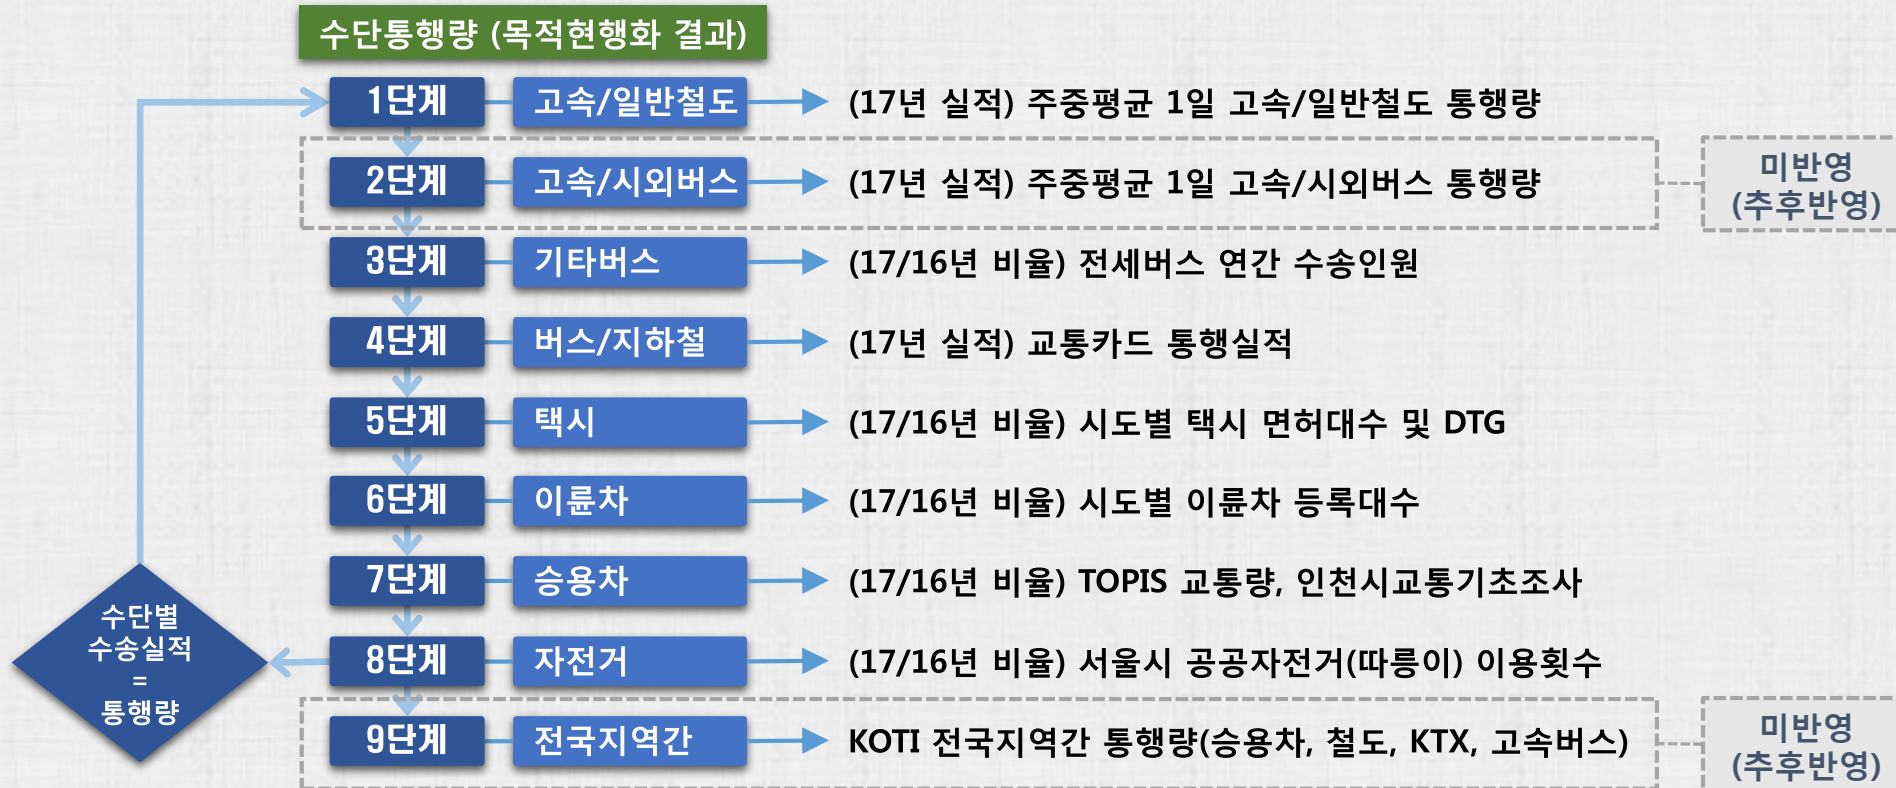 수단통행량 (목적현행화 결과)
1단계 고속/일반철도 (17년 실적) 주중평균 1일 고속/일반철도 통행량
2단계 고속/시외버스 (17년 실적) 주중평균 1일 고속/시외버스 통행량
미반영
(추후반영)
3단계 기타버스 (17/16년 비율) 전세버스 연간 수송인원
4단계 버스/지하철 (17년 실적) 교통카드 통행실적
5단계 택시 (17/16년 비율) 시도별 택시 면허대수 및 DTG
6단계 이륜차 (17/16년 비율) 시도별 이륜차 등록대수
7단계 승용차 (17/16년 비율) TOPIS 교통량, 인천시교통기초조사
8단계 자전거 (17/16년 비율) 서울시 공공자전거(따릉이) 이용횟수
수단별
수송실적
=
통행량
9단계 전국지역간 KOTI 전국지역간 통행량(승용차, 철도, KTX, 고속버스)
미반영
(추후반영)